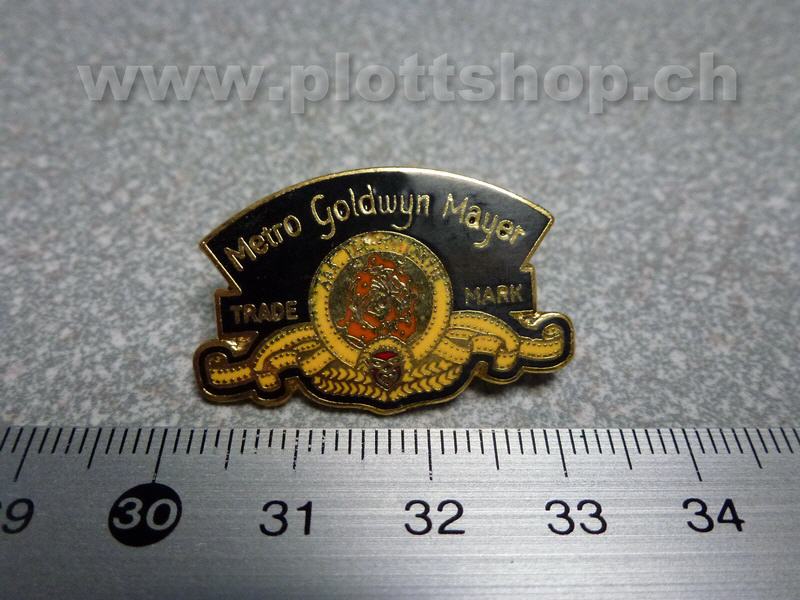 www.plottshop.ch
Metro Goldwyn Mayer
TRADE MARK
29 30 31 32 33 34